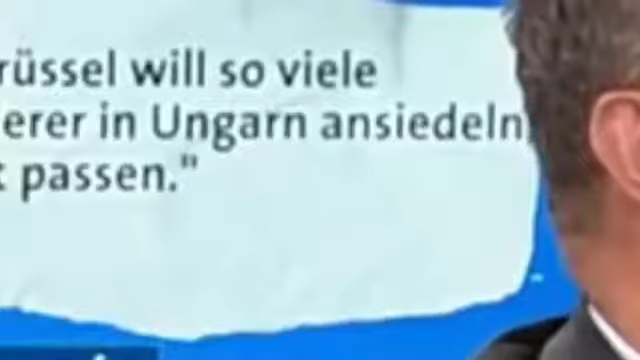 rüssel will so viele
erer in Ungarn ansiedeln,
passen."